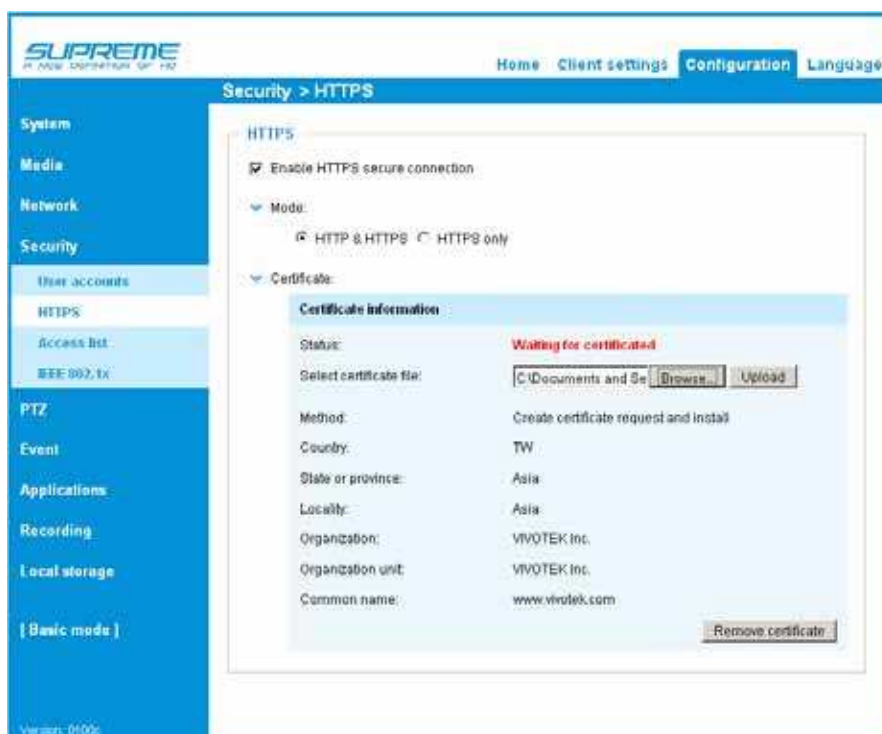 SUPREME
A NEW DEFINITION OF HD
Home Client settings Configuration Language
Security > HTTPS
System
Media
Network
Security
User accounts
HTTPS
Access list
IEEE 802.1x
PTZ
Event
Applications
Recording
Local storage
[ Basic mode ]
Version: 0100c
HTTPS
Enable HTTPS secure connection
Mode:
HTTP & HTTPS HTTPS only
Certificate:
Certificate information
Status: Waiting for certificated
Select certificate file: C:\Documents and Se Browse... Upload
Method: Create certificate request and install
Country: TW
State or province: Asia
Locality: Asia
Organization: VIVOTEK Inc.
Organization unit: VIVOTEK Inc.
Common name: www.vivotek.com
Remove certificate